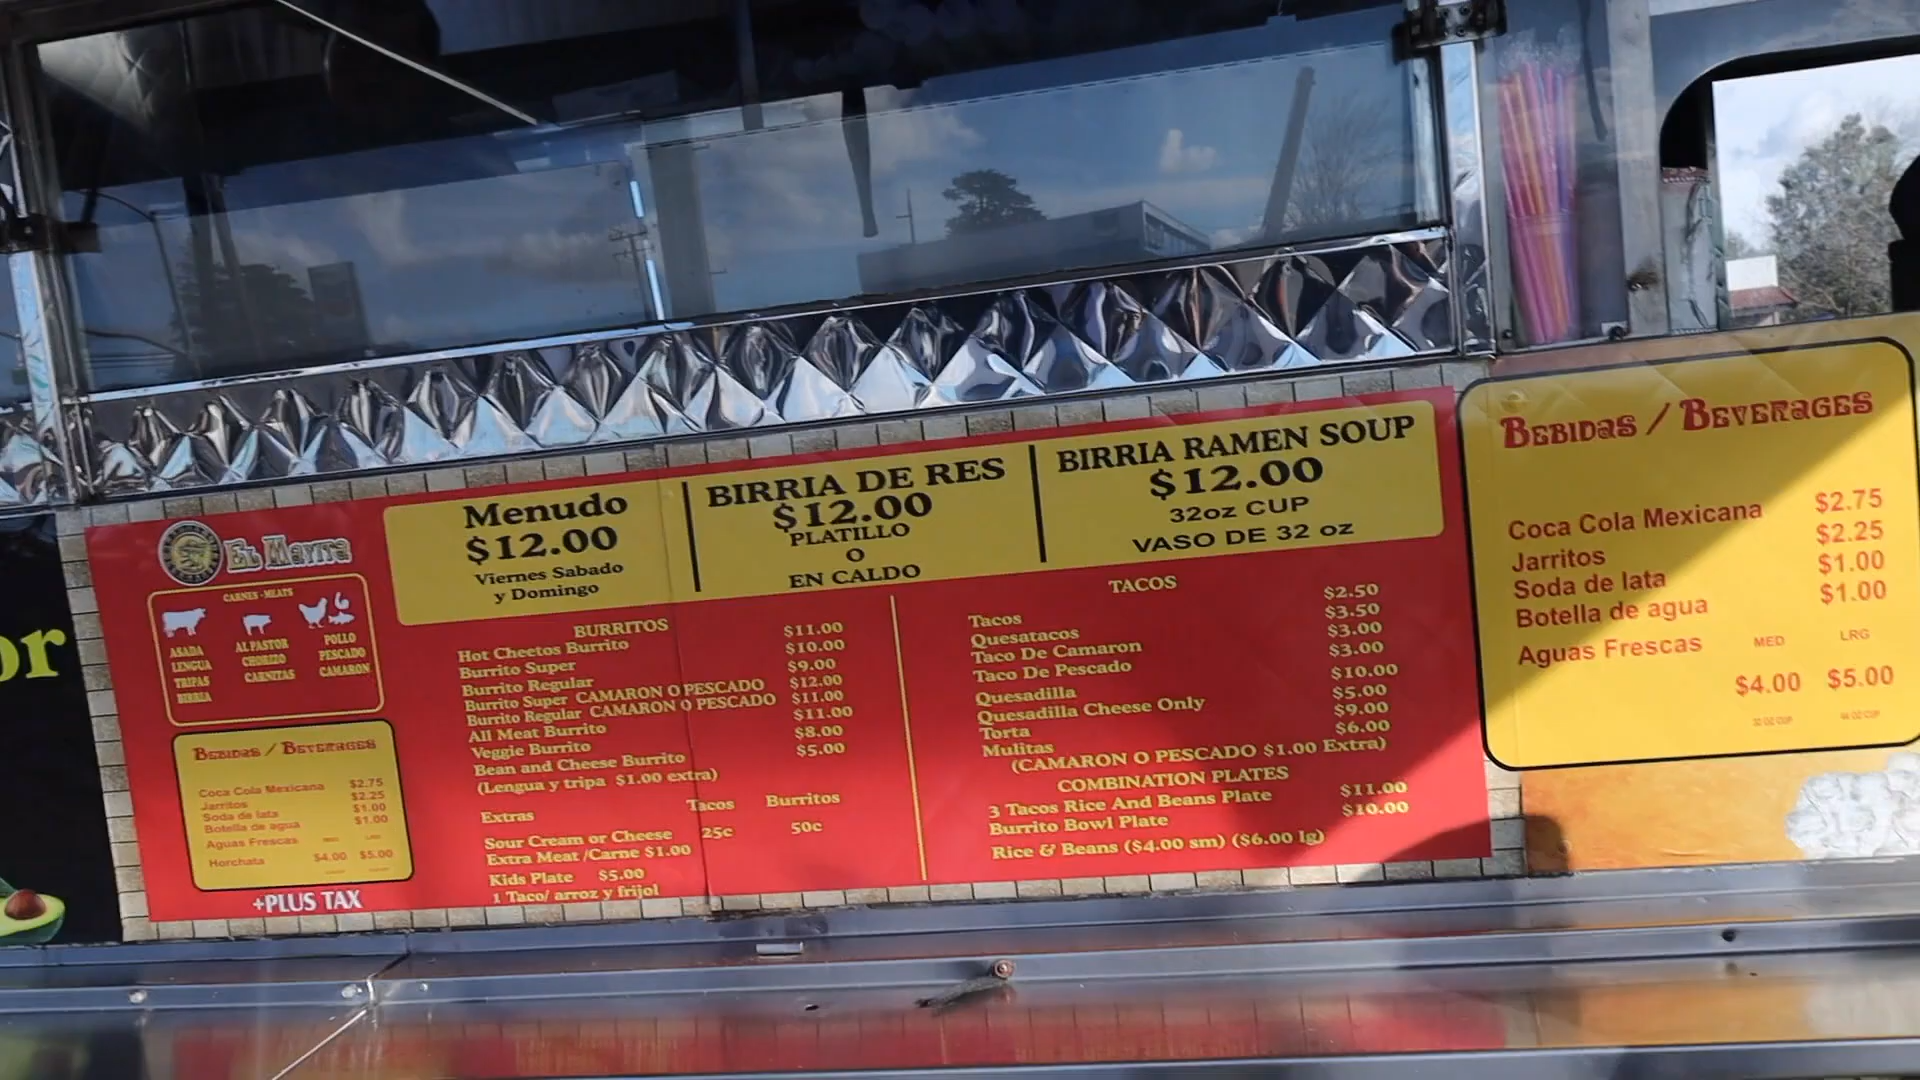 or
EL Mayita
CARNES - MEATS
ASADA
LENGUA
TRIPAS
BIRRIA
AL PASTOR
CHORIZO
CARNITAS
POLLO
PESCADO
CAMARON
BEBIDAS / BEVERAGES
Coca Cola Mexicana $2.75
Jarritos $2.25
Soda de lata $1.00
Botella de agua $1.00
Aguas Frescas MED LRG
Horchata $4.00 $5.00
+PLUS TAX
Menudo
$12.00
Viernes Sabado
y Domingo
BIRRIA DE RES
$12.00
PLATILLO
O
EN CALDO
BIRRIA RAMEN SOUP
$12.00
32oz CUP
VASO DE 32 oz
BURRITOS
Hot Cheetos Burrito $11.00
Burrito Super $10.00
Burrito Regular $9.00
Burrito Super CAMARON O PESCADO $12.00
Burrito Regular CAMARON O PESCADO $11.00
All Meat Burrito $11.00
Veggie Burrito $8.00
Bean and Cheese Burrito $5.00
(Lengua y tripa $1.00 extra)
Extras Tacos Burritos
Sour Cream or Cheese 25c 50c
Extra Meat /Carne $1.00
Kids Plate $5.00
1 Taco/ arroz y frijol
TACOS
Tacos $2.50
Quesatacos $3.50
Taco De Camaron $3.00
Taco De Pescado $3.00
Quesadilla $10.00
Quesadilla Cheese Only $5.00
Torta $9.00
Mulitas $6.00
(CAMARON O PESCADO $1.00 Extra)
COMBINATION PLATES
3 Tacos Rice And Beans Plate $11.00
Burrito Bowl Plate $10.00
Rice & Beans ($4.00 sm) ($6.00 lg)
BEBIDAS / BEVERAGES
Coca Cola Mexicana $2.75
Jarritos $2.25
Soda de lata $1.00
Botella de agua $1.00
Aguas Frescas MED LRG
$4.00 $5.00
32 OZ CUP 44 OZ CUP